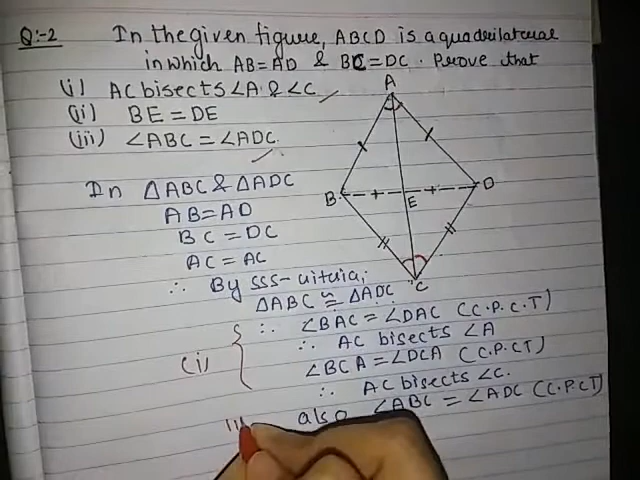 Q:-2 In the given figure, ABCD is a quadrilateral
in which AB=AD & BC=DC. Prove that
(i) AC bisects ∠A & ∠C
(ii) BE = DE
(iii) ∠ABC = ∠ADC.
A
B
D
E
C
In △ABC & △ADC
AB=AD
BC = DC
AC = AC
∴ By SSS-criteria,
△ABC ≅ △ADC
(i)
∴ ∠BAC = ∠DAC (C.P.C.T)
∴ AC bisects ∠A
∠BCA = ∠DCA (C.P.CT)
∴ AC bisects ∠C.
also ∠ABC = ∠ADC (C.P.CT)